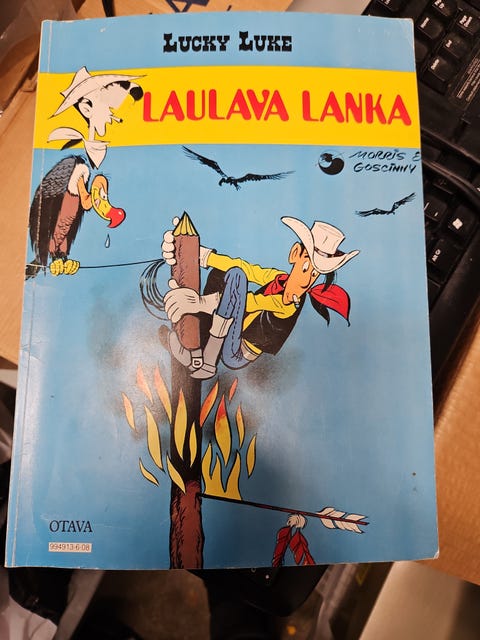 LUCKY LUKE
LAULAVA LANKA
MORRIS E
GOSCINNY
OTAVA
994913-6-08